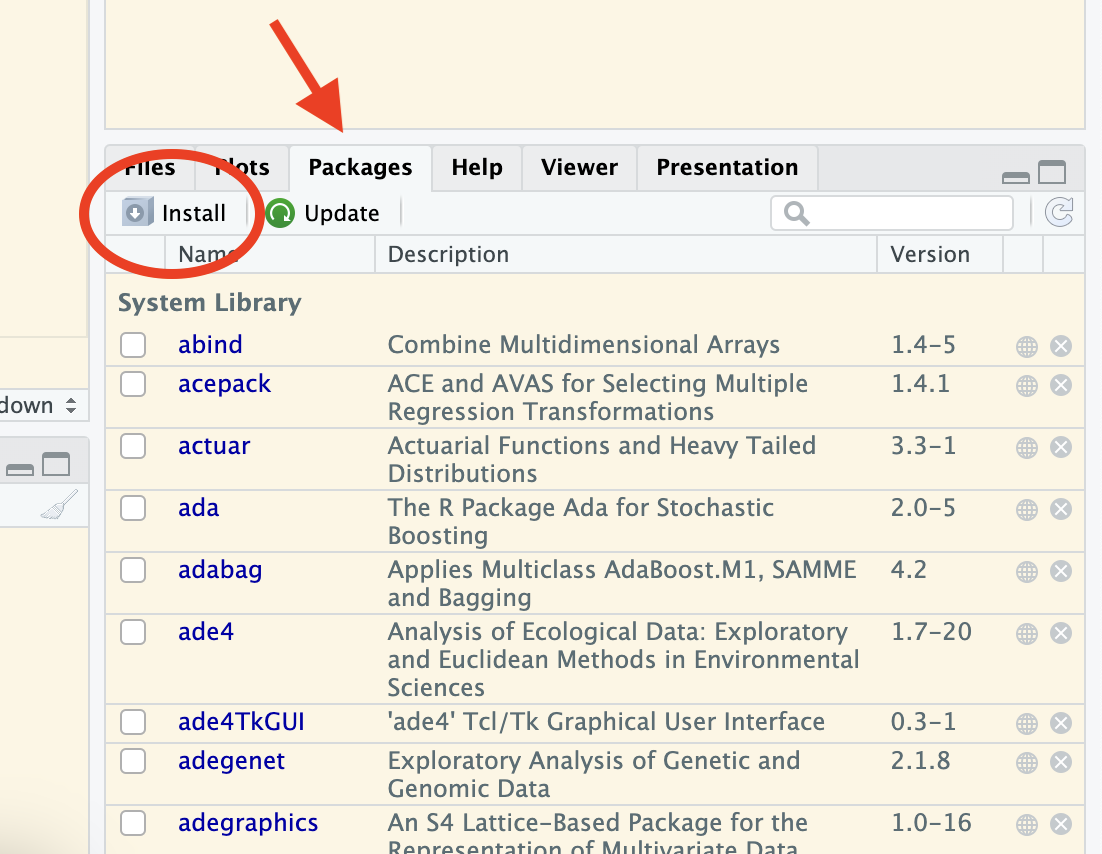 Files Plots Packages Help Viewer Presentation
Install Update
Name Description Version
System Library
abind Combine Multidimensional Arrays 1.4-5
acepack ACE and AVAS for Selecting Multiple 1.4.1
Regression Transformations
actuar Actuarial Functions and Heavy Tailed 3.3-1
Distributions
ada The R Package Ada for Stochastic 2.0-5
Boosting
adabag Applies Multiclass AdaBoost.M1, SAMME 4.2
and Bagging
down
ade4 Analysis of Ecological Data: Exploratory 1.7-20
and Euclidean Methods in Environmental
Sciences
ade4TkGUI 'ade4' Tcl/Tk Graphical User Interface 0.3-1
adegenet Exploratory Analysis of Genetic and 2.1.8
Genomic Data
adegraphics An S4 Lattice-Based Package for the 1.0-16
Representation of Multivariate Data